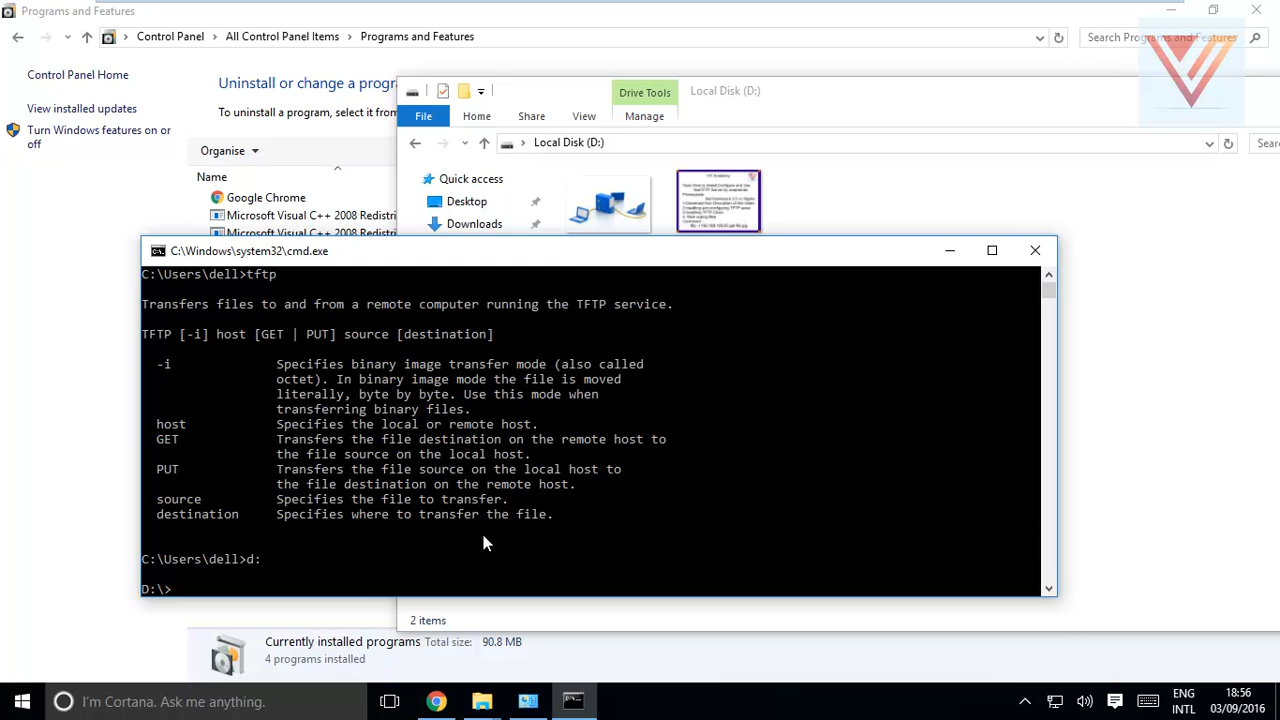 Programs and Features
Control Panel
All Control Panel Items
Programs and Features
Search Programs and Features
Control Panel Home
View installed updates
Turn Windows features on or
off
Uninstall or change a progra
To uninstall a program, select it from
Organise
Name
Google Chrome
Microsoft Visual C++ 2008 Redistri
Microsoft Visual C++ 2008 Redistri
Drive Tools
Local Disk (D:)
File
Home
Share
View
Manage
Local Disk (D:)
Sear
Quick access
Desktop
Downloads
C:\Windows\system32\cmd.exe
C:\Users\dell>tftp
Transfers files to and from a remote computer running the TFTP service.
TFTP [-i] host [GET | PUT] source [destination]
-i Specifies binary image transfer mode (also called
octet). In binary image mode the file is moved
literally, byte by byte. Use this mode when
transferring binary files.
host Specifies the local or remote host.
GET Transfers the file destination on the remote host to
the file source on the local host.
PUT Transfers the file source on the local host to
the file destination on the remote host.
source Specifies the file to transfer.
destination Specifies where to transfer the file.
C:\Users\dell>d:
D:\>
2 items
Currently installed programs Total size: 90.8 MB
4 programs installed
I'm Cortana. Ask me anything.
ENG
INTL
18:56
03/09/2016